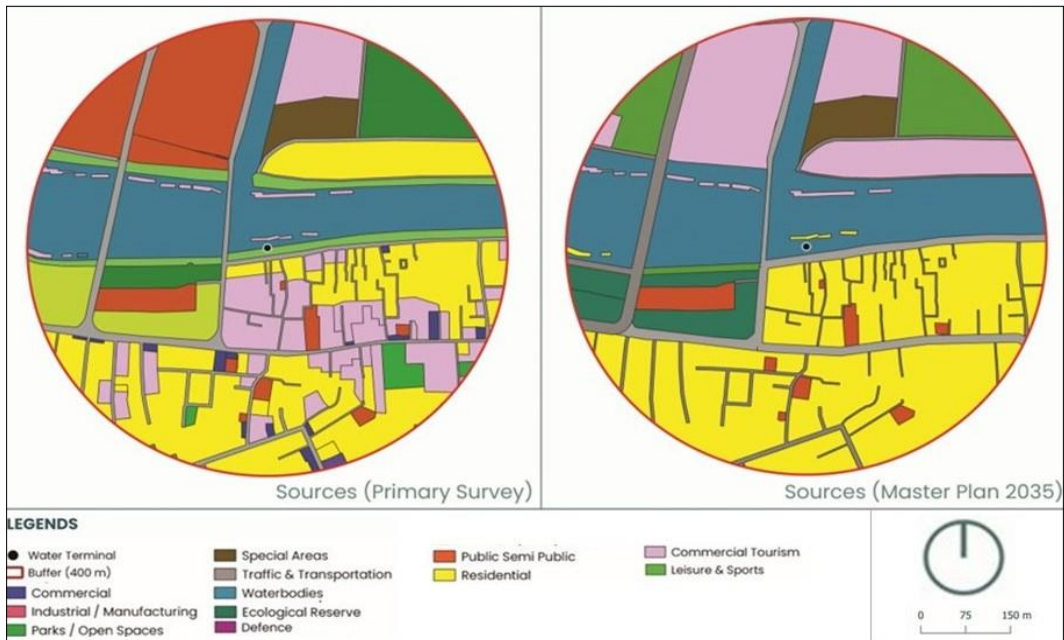 Sources (Primary Survey)
Sources (Master Plan 2035)
LEGENDS
Water Terminal
Buffer (400 m)
Commercial
Industrial / Manufacturing
Parks / Open Spaces
Special Areas
Traffic & Transportation
Waterbodies
Ecological Reserve
Defence
Public Semi Public
Residential
Commercial Tourism
Leisure & Sports
0 75 150 m